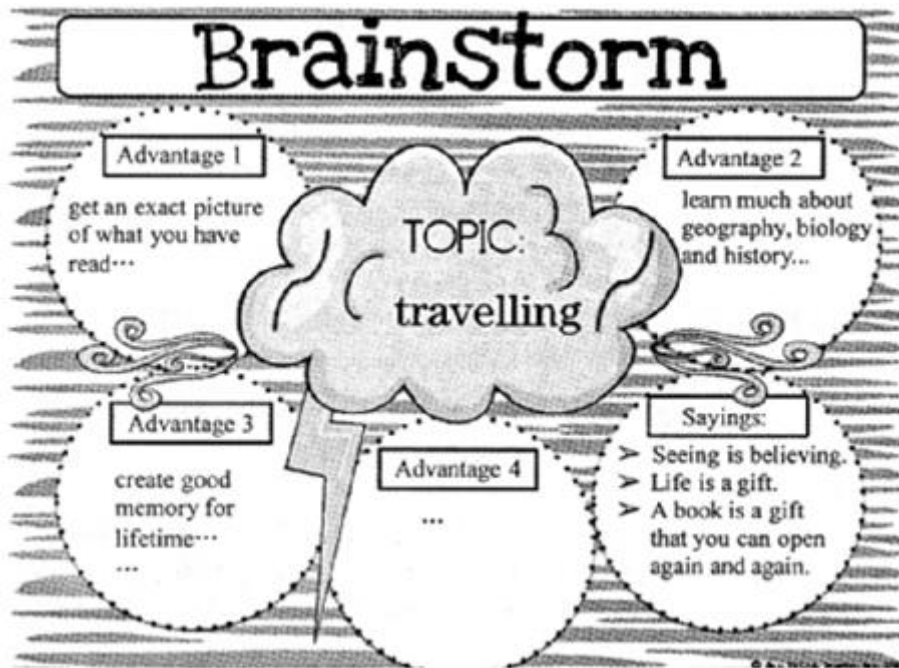 Brainstorm
Advantage 1
get an exact picture
of what you have
read…
TOPIC:
travelling
Advantage 2
learn much about
geography, biology
and history...
Advantage 3
create good
memory for
lifetime…
...
Advantage 4
...
Sayings:
➢ Seeing is believing.
➢ Life is a gift.
➢ A book is a gift
that you can open
again and again.